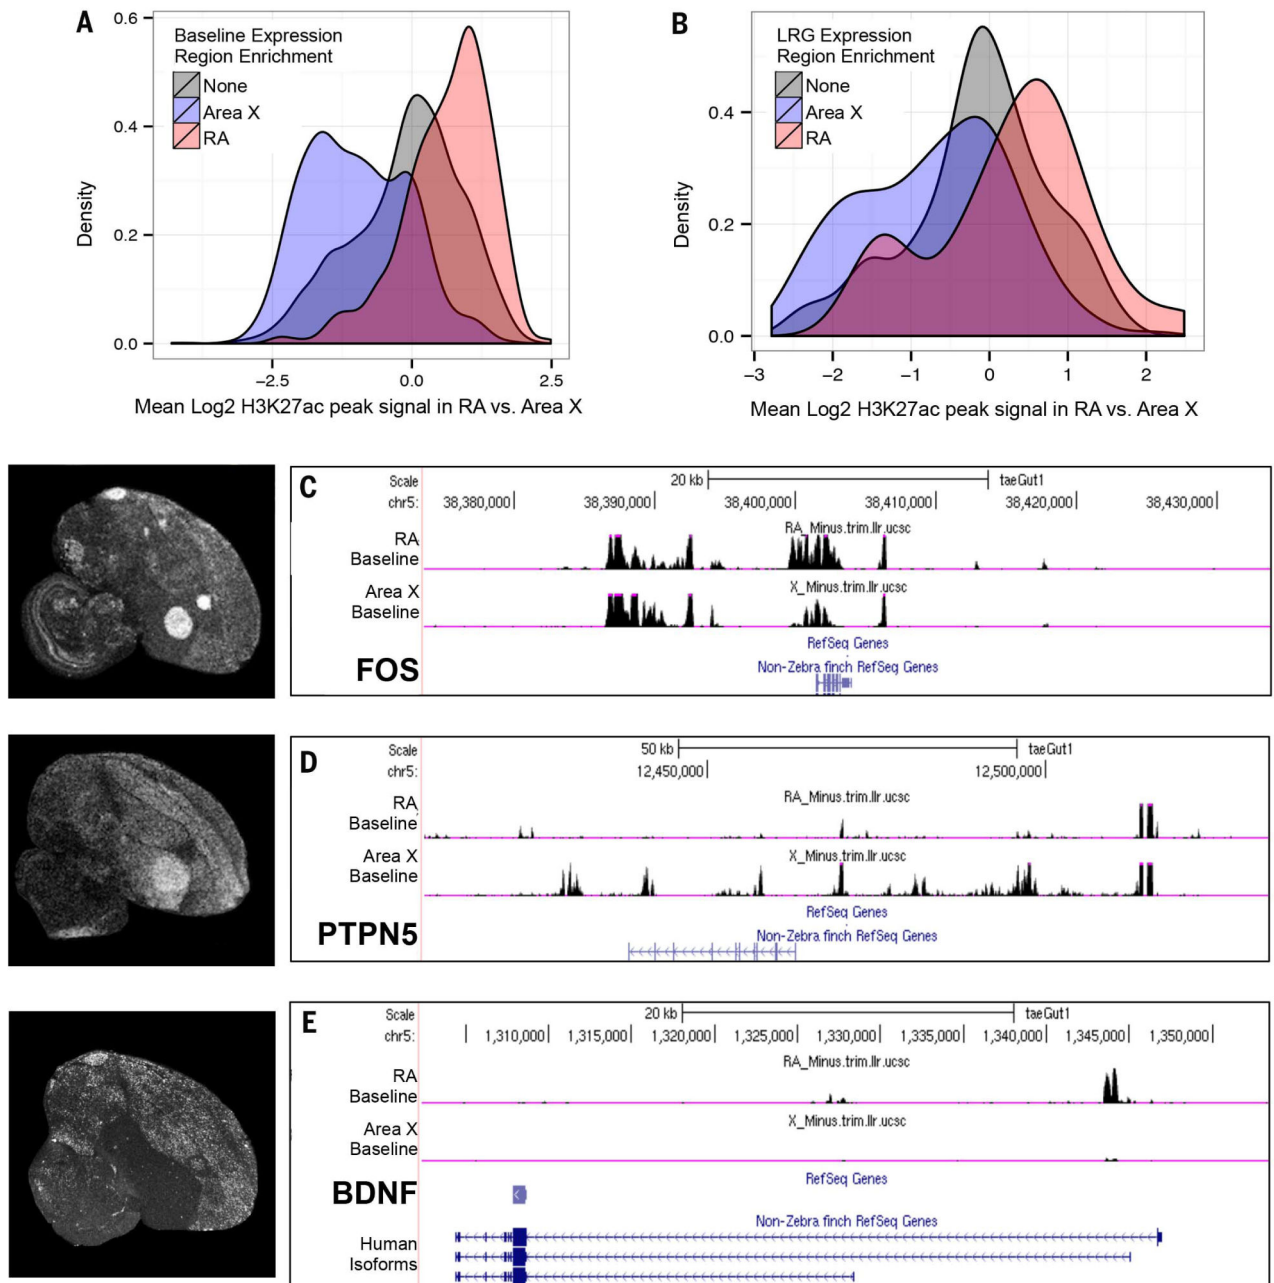 A
Baseline Expression
Region Enrichment
None
Area X
RA
0.6
0.4
0.2
0.0
Density
−2.5 0.0 2.5
Mean Log2 H3K27ac peak signal in RA vs. Area X
B
LRG Expression
Region Enrichment
None
Area X
RA
0.4
0.2
0.0
Density
−3 −2 −1 0 1 2
Mean Log2 H3K27ac peak signal in RA vs. Area X
C
Scale 20 kb taeGut1
chr5: 38,380,000 38,390,000 38,400,000 38,410,000 38,420,000 38,430,000
RA_Minus.trim.llr.ucsc
RA
Baseline
X_Minus.trim.llr.ucsc
Area X
Baseline
RefSeq Genes
Non-Zebra finch RefSeq Genes
FOS
D
Scale 50 kb taeGut1
chr5: 12,450,000 12,500,000
RA_Minus.trim.llr.ucsc
RA
Baseline
X_Minus.trim.llr.ucsc
Area X
Baseline
RefSeq Genes
Non-Zebra finch RefSeq Genes
PTPN5
E
Scale 20 kb taeGut1
chr5: 1,310,000 1,315,000 1,320,000 1,325,000 1,330,000 1,335,000 1,340,000 1,345,000 1,350,000
RA_Minus.trim.llr.ucsc
RA
Baseline
X_Minus.trim.llr.ucsc
Area X
Baseline
RefSeq Genes
BDNF
Non-Zebra finch RefSeq Genes
Human
Isoforms